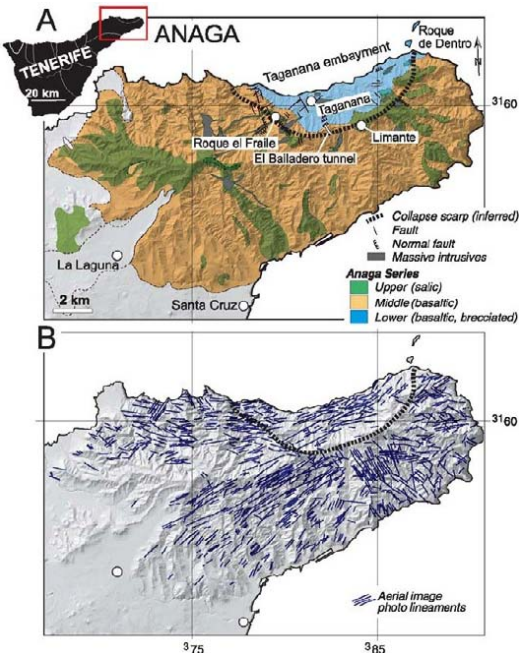 A
ANAGA
TENERIFE
20 km
Roque
de Dentro
N
Taganana embayment
3160
Taganana
Roque el Fraile
Limante
El Balladero tunnel
Collapse scarp (inferred)
Fault
Normal fault
Massive intrusives
La Laguna
Anaga Series
Upper (salic)
Middle (basaltic)
Lower (basaltic, brecciated)
2 km
Santa Cruz
B
3160
Aerial image
photo lineaments
375
385